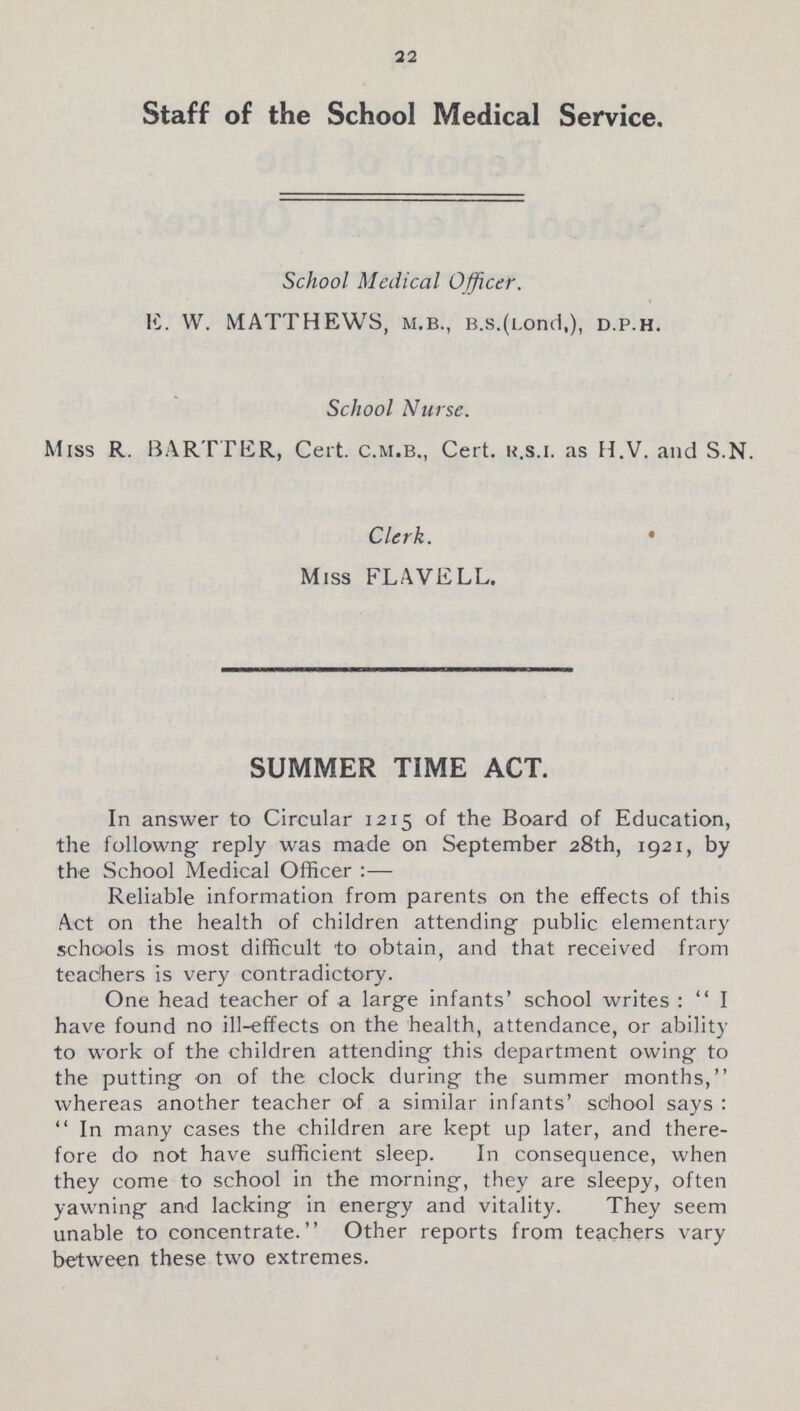 22
Staff of the School Medical Service.
School Medical Officer.
E. W. MATTHEWS, M.B., B.S.(Lond,), D.P.H.
School Nurse.
Miss R. BARTTER, Cert. C.M.B., Cert. R.S.I. as H.V. and S.N.
Clerk.
Miss FLAVELL.
SUMMER TIME ACT.
In answer to Circular 1215 of the Board of Education,
the followng reply was made on September 28th, 1921, by
the School Medical Officer :—
Reliable information from parents on the effects of this
Act on the health of children attending public elementary
schools is most difficult to obtain, and that received from
teachers is very contradictory.
One head teacher of a large infants' school writes : " I
have found no ill-effects on the health, attendance, or ability
to work of the children attending this department owing to
the putting on of the clock during the summer months,"
whereas another teacher of a similar infants' school says :
" In many cases the children are kept up later, and there-
fore do not have sufficient sleep. In consequence, when
they come to school in the morning, they are sleepy, often
yawning and lacking in energy and vitality. They seem
unable to concentrate." Other reports from teachers vary
between these two extremes.